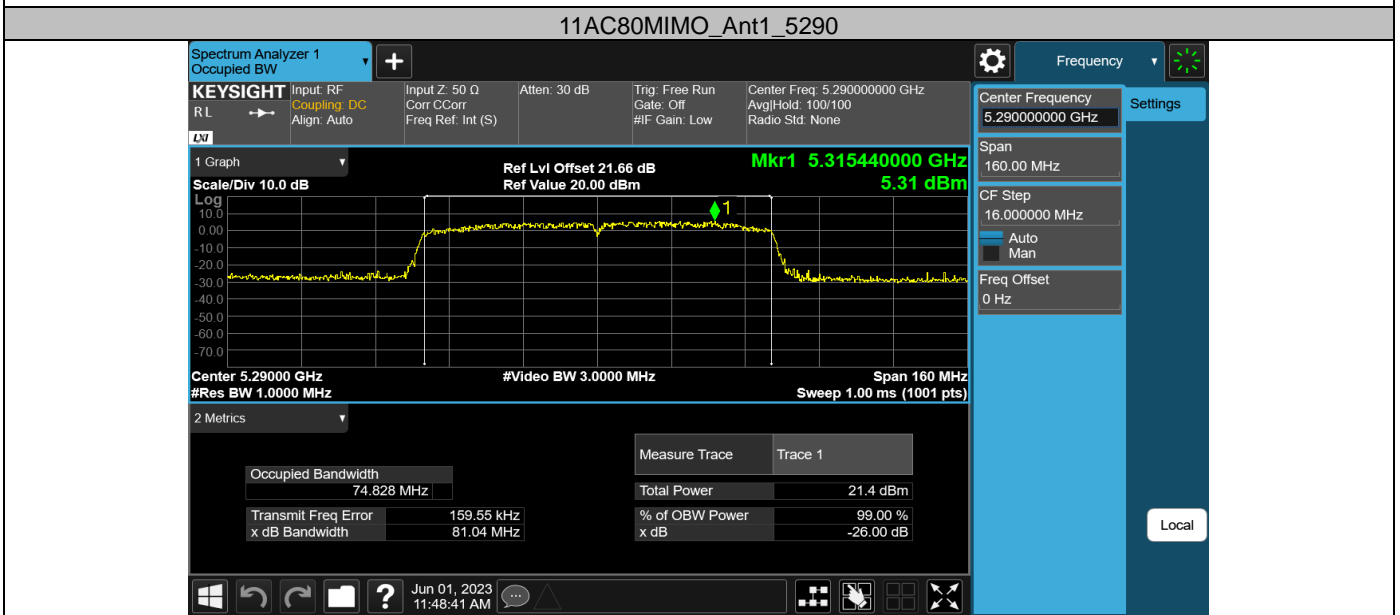 11AC80MIMO_Ant1_5290
Spectrum Analyzer 1
Occupied BW
+
Frequency
KEYSIGHT
RL
LXI
Input: RF
Coupling: DC
Align: Auto
Input Z: 50 Ω
Corr CCorr
Freq Ref: Int (S)
Atten: 30 dB
Trig: Free Run
Gate: Off
#IF Gain: Low
Center Freq: 5.290000000 GHz
Avg|Hold: 100/100
Radio Std: None
Center Frequency
5.290000000 GHz
Settings
Span
160.00 MHz
CF Step
16.000000 MHz
Auto
Man
Freq Offset
0 Hz
Local
1 Graph
Scale/Div 10.0 dB
Ref Lvl Offset 21.66 dB
Ref Value 20.00 dBm
Mkr1 5.315440000 GHz
5.31 dBm
Log
10.0
0.00
-10.0
-20.0
-30.0
-40.0
-50.0
-60.0
-70.0
1
Center 5.29000 GHz
#Video BW 3.0000 MHz
Span 160 MHz
#Res BW 1.0000 MHz
Sweep 1.00 ms (1001 pts)
2 Metrics
Measure Trace
Trace 1
Occupied Bandwidth
74.828 MHz
Total Power
21.4 dBm
Transmit Freq Error
159.55 kHz
% of OBW Power
99.00 %
x dB Bandwidth
81.04 MHz
x dB
-26.00 dB
?
Jun 01, 2023
11:48:41 AM